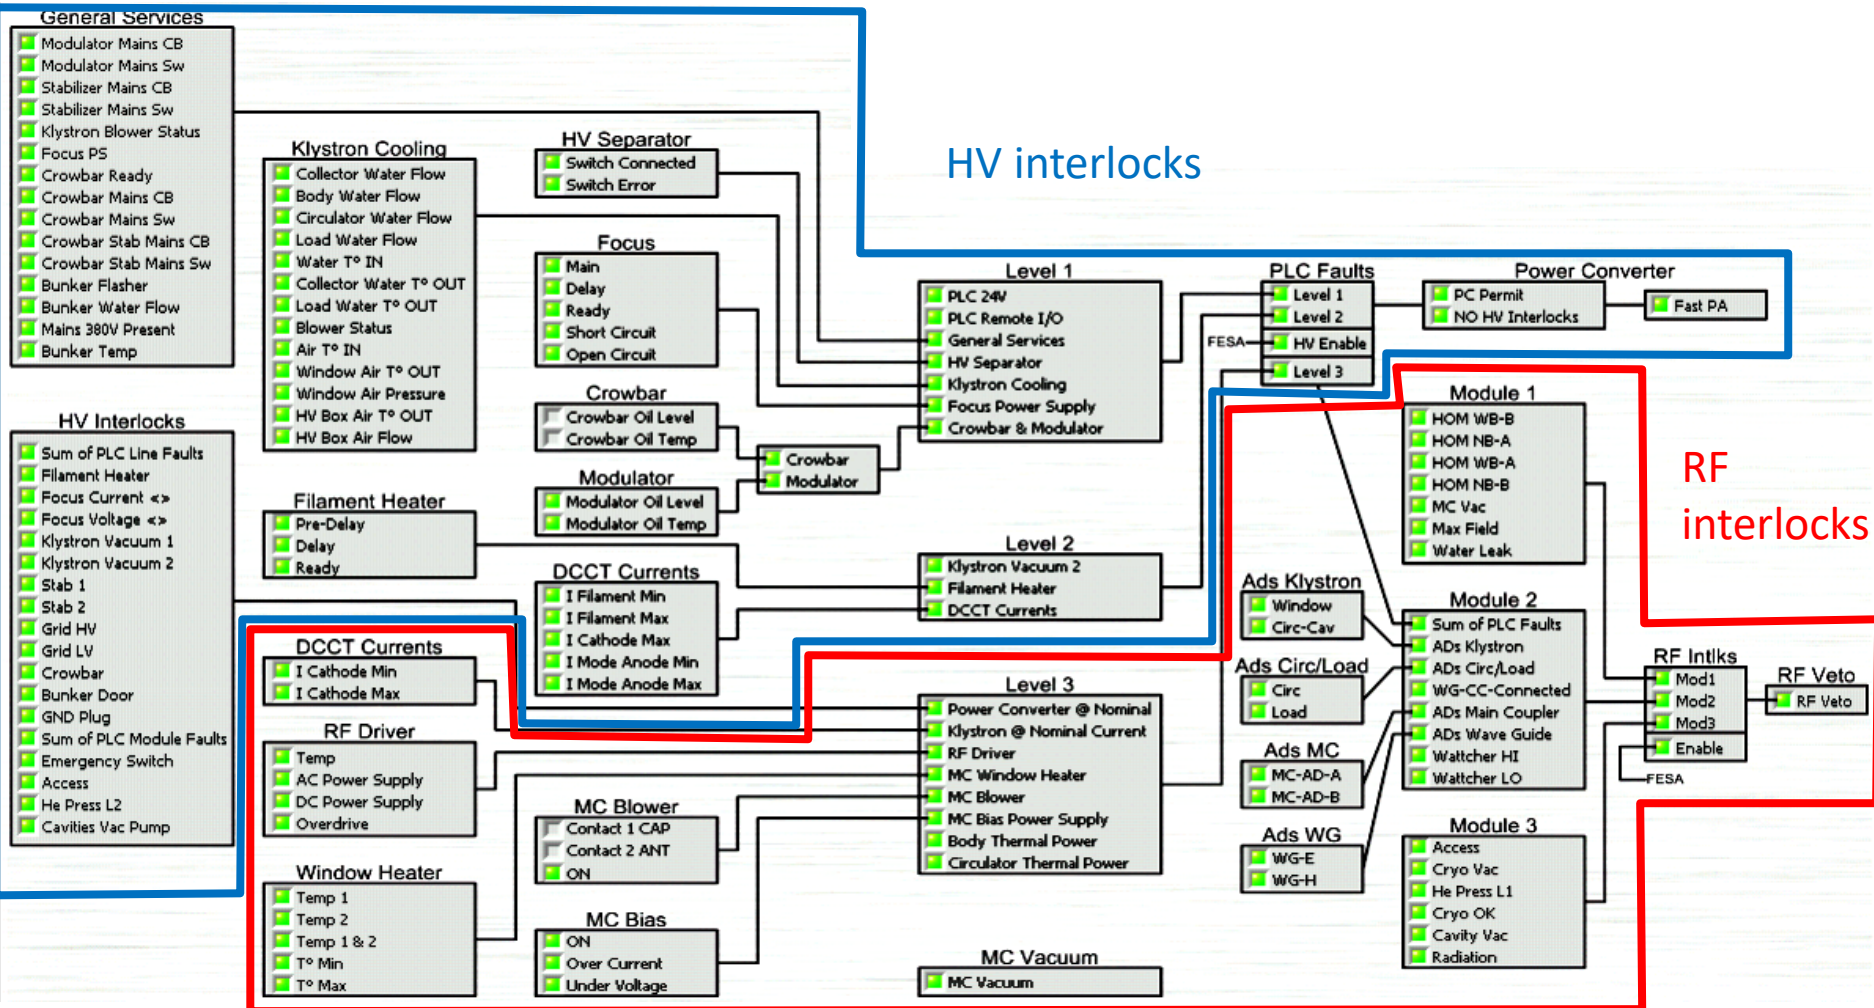 General Services
Modulator Mains CB
Modulator Mains Sw
Stabilizer Mains CB
Stabilizer Mains Sw
Klystron Blower Status
Focus PS
Crowbar Ready
Crowbar Mains CB
Crowbar Mains Sw
Crowbar Stab Mains CB
Crowbar Stab Mains Sw
Bunker Flasher
Bunker Water Flow
Mains 380V Present
Bunker Temp
HV Interlocks
Sum of PLC Line Faults
Filament Heater
Focus Current <>
Focus Voltage <>
Klystron Vacuum 1
Klystron Vacuum 2
Stab 1
Stab 2
Grid HV
Grid LV
Crowbar
Bunker Door
GND Plug
Sum of PLC Module Faults
Emergency Switch
Access
He Press L2
Cavities Vac Pump
Klystron Cooling
Collector Water Flow
Body Water Flow
Circulator Water Flow
Load Water Flow
Water Tº IN
Collector Water Tº OUT
Load Water Tº OUT
Blower Status
Air Tº IN
Window Air Tº OUT
Window Air Pressure
HV Box Air Tº OUT
HV Box Air Flow
Filament Heater
Pre-Delay
Delay
Ready
DCCT Currents
I Cathode Min
I Cathode Max
RF Driver
Temp
AC Power Supply
DC Power Supply
Overdrive
Window Heater
Temp 1
Temp 2
Temp 1 & 2
Tº Min
Tº Max
HV Separator
Switch Connected
Switch Error
Focus
Main
Delay
Ready
Short Circuit
Open Circuit
Crowbar
Crowbar Oil Level
Crowbar Oil Temp
Modulator
Modulator Oil Level
Modulator Oil Temp
Crowbar
Modulator
DCCT Currents
I Filament Min
I Filament Max
I Cathode Max
I Mode Anode Min
I Mode Anode Max
MC Blower
Contact 1 CAP
Contact 2 ANT
ON
MC Bias
ON
Over Current
Under Voltage
HV interlocks
Level 1
PLC 24V
PLC Remote I/O
General Services
HV Separator
Klystron Cooling
Focus Power Supply
Crowbar & Modulator
Level 2
Klystron Vacuum 2
Filament Heater
DCCT Currents
Level 3
Power Converter @ Nominal
Klystron @ Nominal Current
RF Driver
MC Window Heater
MC Blower
MC Bias Power Supply
Body Thermal Power
Circulator Thermal Power
MC Vacuum
MC Vacuum
PLC Faults
Level 1
Level 2
FESA
HV Enable
Level 3
Power Converter
PC Permit
NO HV Interlocks
Fast PA
Ads Klystron
Window
Circ-Cav
Ads Circ/Load
Circ
Load
Ads MC
MC-AD-A
MC-AD-B
Ads WG
WG-E
WG-H
Module 1
HOM WB-B
HOM NB-A
HOM WB-A
HOM NB-B
MC Vac
Max Field
Water Leak
Module 2
Sum of PLC Faults
ADs Klystron
ADs Circ/Load
WG-CC-Connected
ADs Main Coupler
ADs Wave Guide
Wattcher HI
Wattcher LO
Module 3
Access
Cryo Vac
He Press L1
Cryo OK
Cavity Vac
Radiation
RF
interlocks
RF Intlks
Mod1
Mod2
Mod3
Enable
FESA
RF Veto
RF Veto